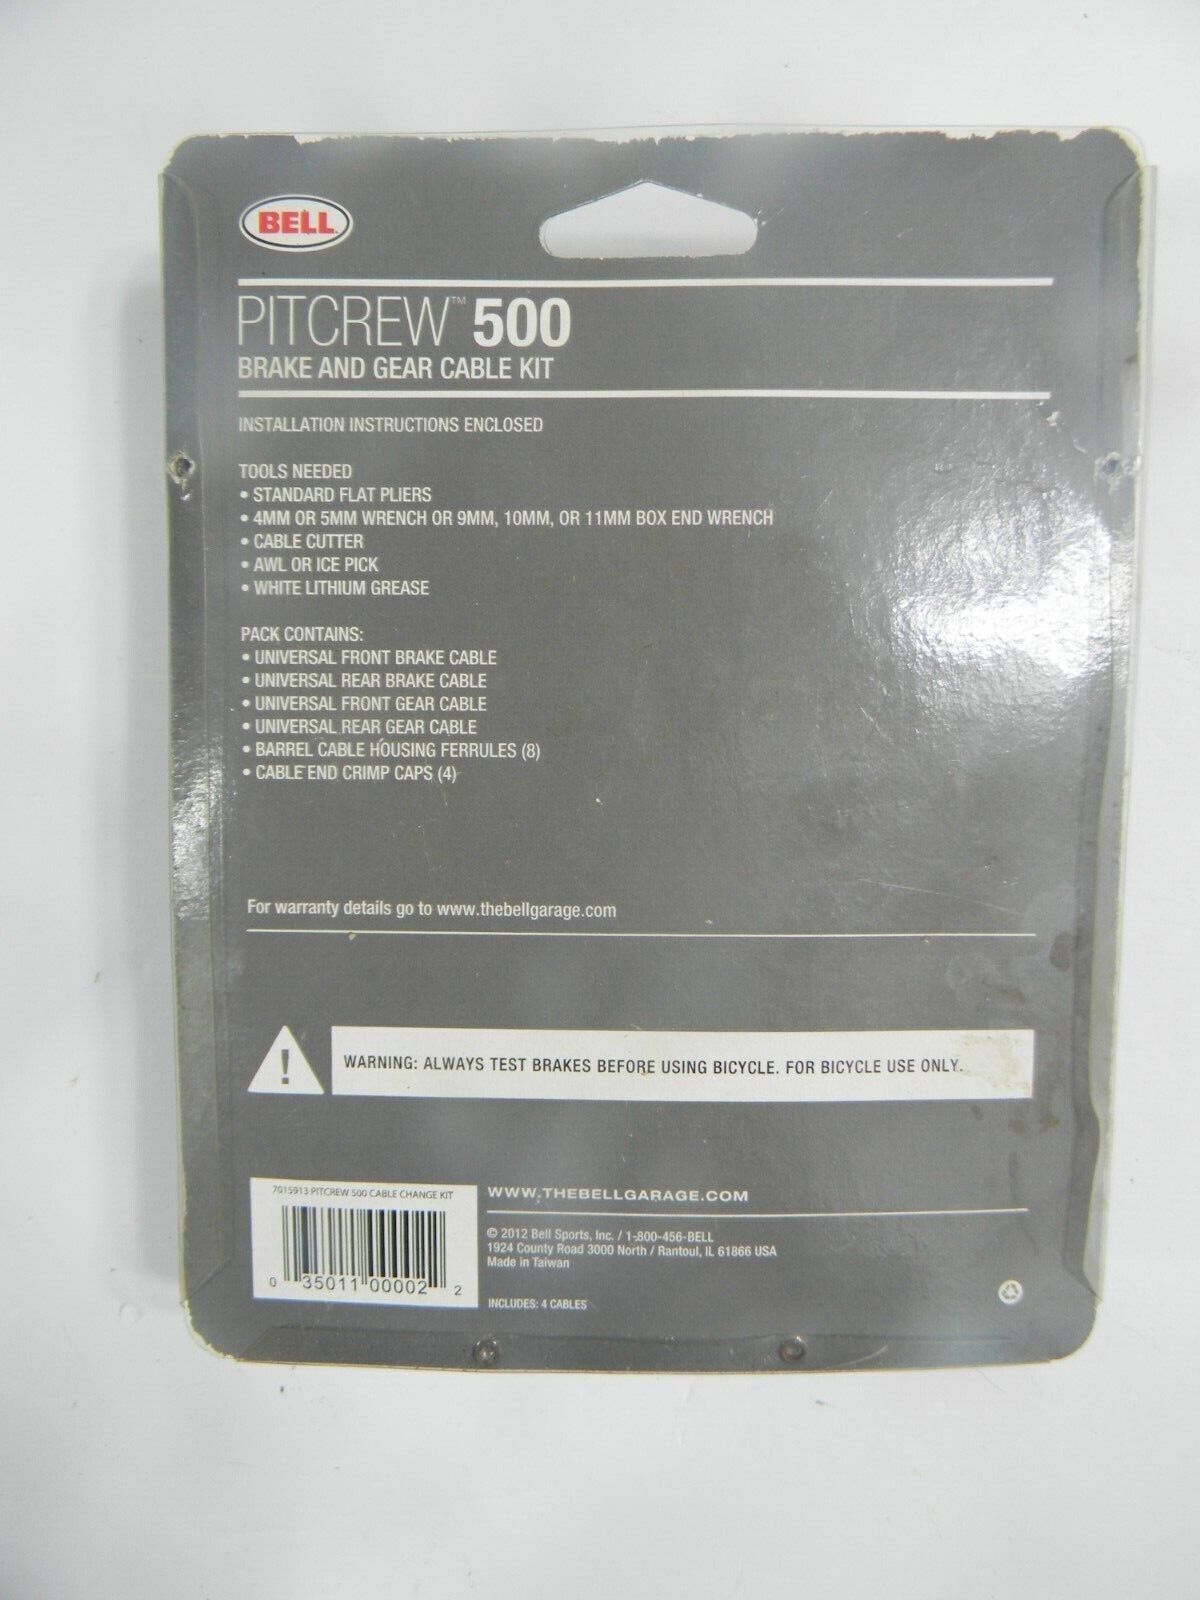 BELL
PITCREW™ 500
BRAKE AND GEAR CABLE KIT
INSTALLATION INSTRUCTIONS ENCLOSED
TOOLS NEEDED
• STANDARD FLAT PLIERS
• 4MM OR 5MM WRENCH OR 9MM, 10MM, OR 11MM BOX END WRENCH
• CABLE CUTTER
• AWL OR ICE PICK
• WHITE LITHIUM GREASE
PACK CONTAINS:
• UNIVERSAL FRONT BRAKE CABLE
• UNIVERSAL REAR BRAKE CABLE
• UNIVERSAL FRONT GEAR CABLE
• UNIVERSAL REAR GEAR CABLE
• BARREL CABLE HOUSING FERRULES (8)
• CABLE END CRIMP CAPS (4)
For warranty details go to www.thebellgarage.com
!
WARNING: ALWAYS TEST BRAKES BEFORE USING BICYCLE. FOR BICYCLE USE ONLY.
7015913 PITCREW 500 CABLE CHANGE KIT
0 35011 00002 2
WWW.THEBELLGARAGE.COM
© 2012 Bell Sports, Inc. / 1-800-456-BELL
1924 County Road 3000 North / Rantoul, IL 61866 USA
Made in Taiwan
INCLUDES: 4 CABLES